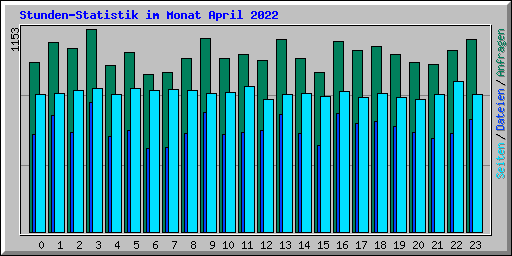 Stunden-Statistik im Monat April 2022
1153
Seiten / Dateien / Anfragen
0 1 2 3 4 5 6 7 8 9 10 11 12 13 14 15 16 17 18 19 20 21 22 23